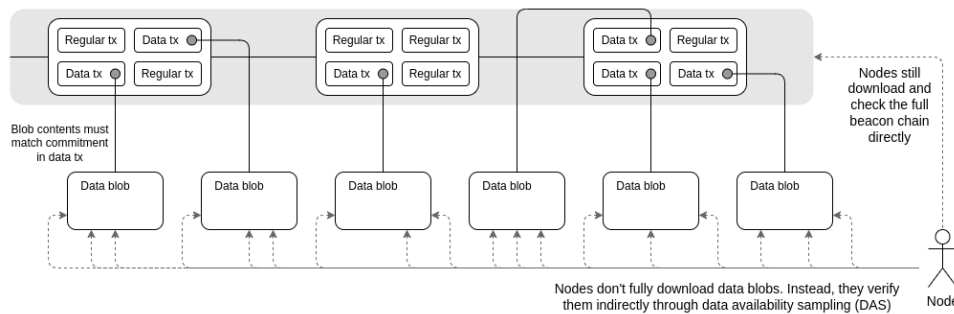 Regular tx
Data tx
Data tx
Regular tx
Regular tx
Regular tx
Data tx
Regular tx
Data tx
Regular tx
Data tx
Data tx
Nodes still
download and
check the full
beacon chain
directly
Blob contents must
match commitment
in data tx
Data blob
Data blob
Data blob
Data blob
Data blob
Data blob
Nodes don't fully download data blobs. Instead, they verify
them indirectly through data availability sampling (DAS)
Node